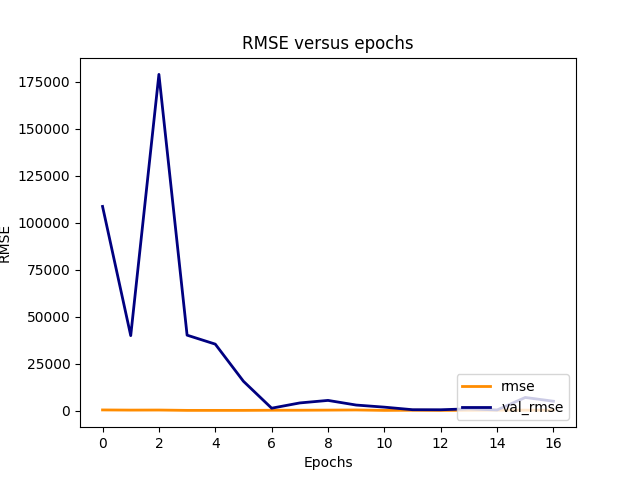 RMSE versus epochs
175000
150000
125000
100000
75000
50000
25000
0
RMSE
rmse
val_rmse
0 2 4 6 8 10 12 14 16
Epochs